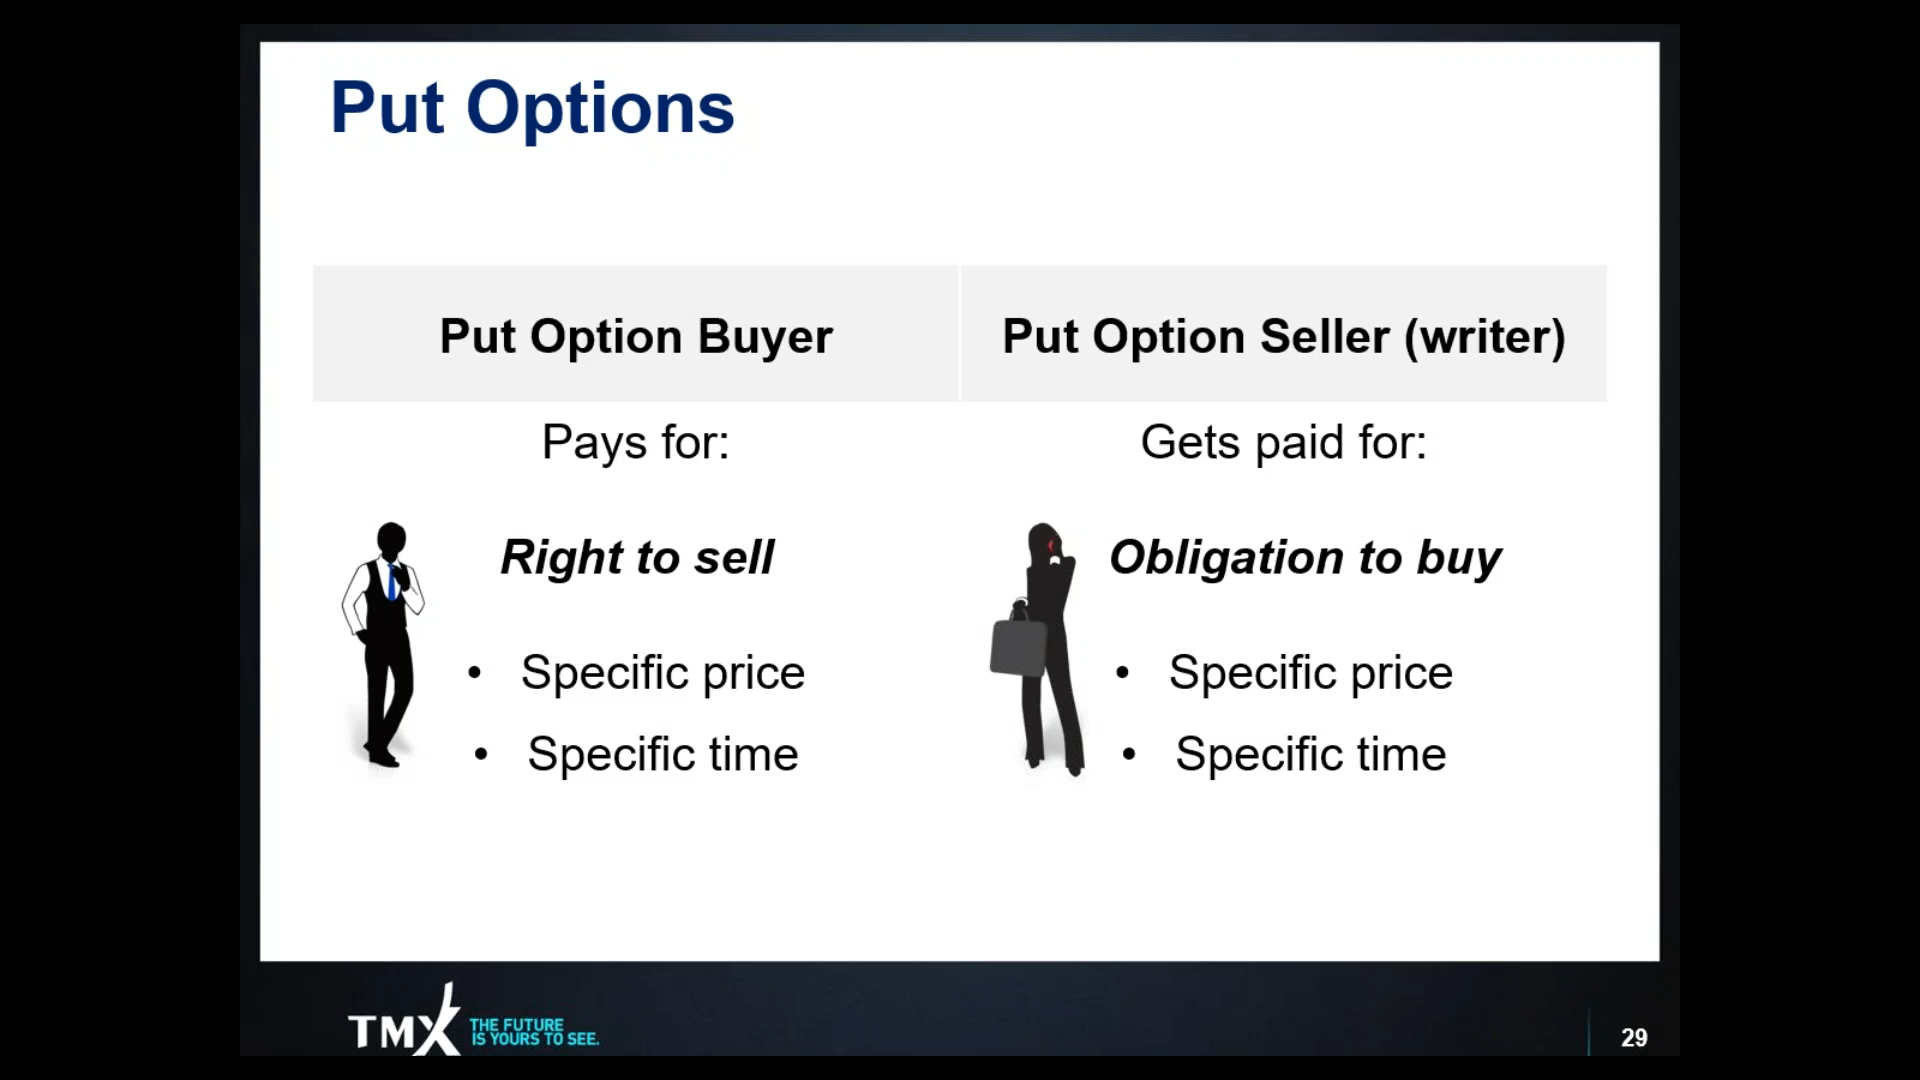 Put Options
Put Option Buyer
Put Option Seller (writer)
Pays for:
Gets paid for:
Right to sell
Obligation to buy
• Specific price
• Specific price
• Specific time
• Specific time
TMX
THE FUTURE
IS YOURS TO SEE.
29